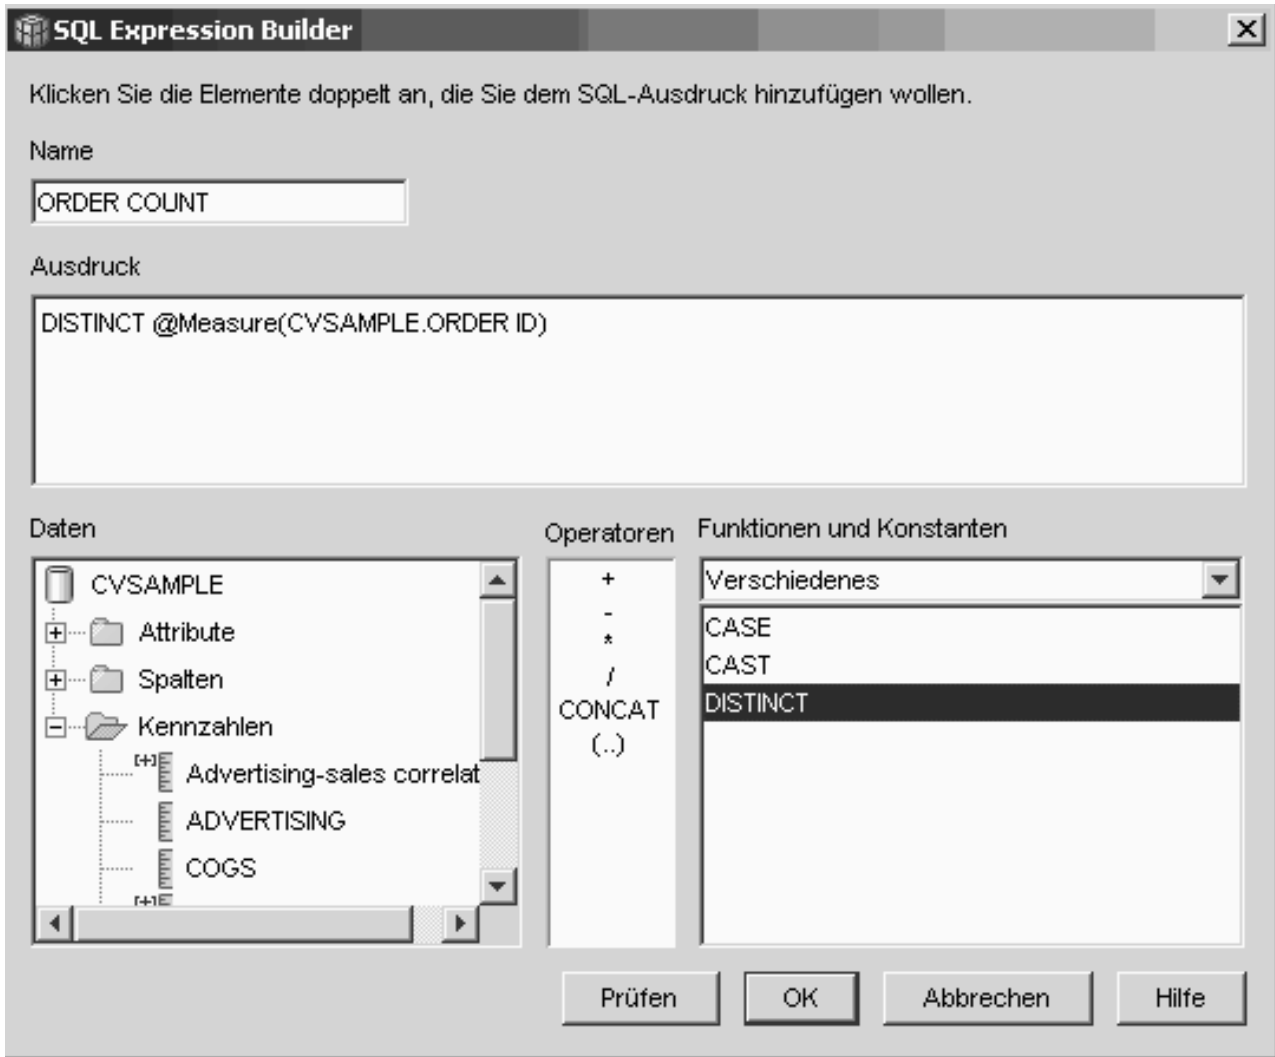 SQL Expression Builder
Klicken Sie die Elemente doppelt an, die Sie dem SQL-Ausdruck hinzufügen wollen.
Name
ORDER COUNT
Ausdruck
DISTINCT @Measure(CVSAMPLE.ORDER ID)
Daten
CVSAMPLE
Attribute
Spalten
Kennzahlen
Advertising-sales correlat
ADVERTISING
COGS
Operatoren
+
-
*
/
CONCAT
(..)
Funktionen und Konstanten
Verschiedenes
CASE
CAST
DISTINCT
Prüfen
OK
Abbrechen
Hilfe